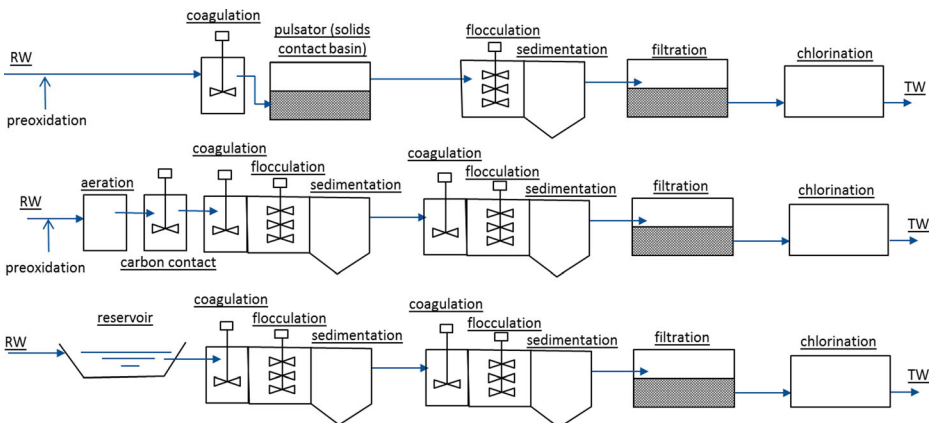 coagulation
pulsator (solids
contact basin)
flocculation
sedimentation
filtration
chlorination
RW
TW
preoxidation
coagulation
flocculation
sedimentation
aeration
RW
coagulation
flocculation
sedimentation
filtration
chlorination
TW
preoxidation
carbon contact
coagulation
flocculation
sedimentation
reservoir
RW
coagulation
flocculation
sedimentation
filtration
chlorination
TW